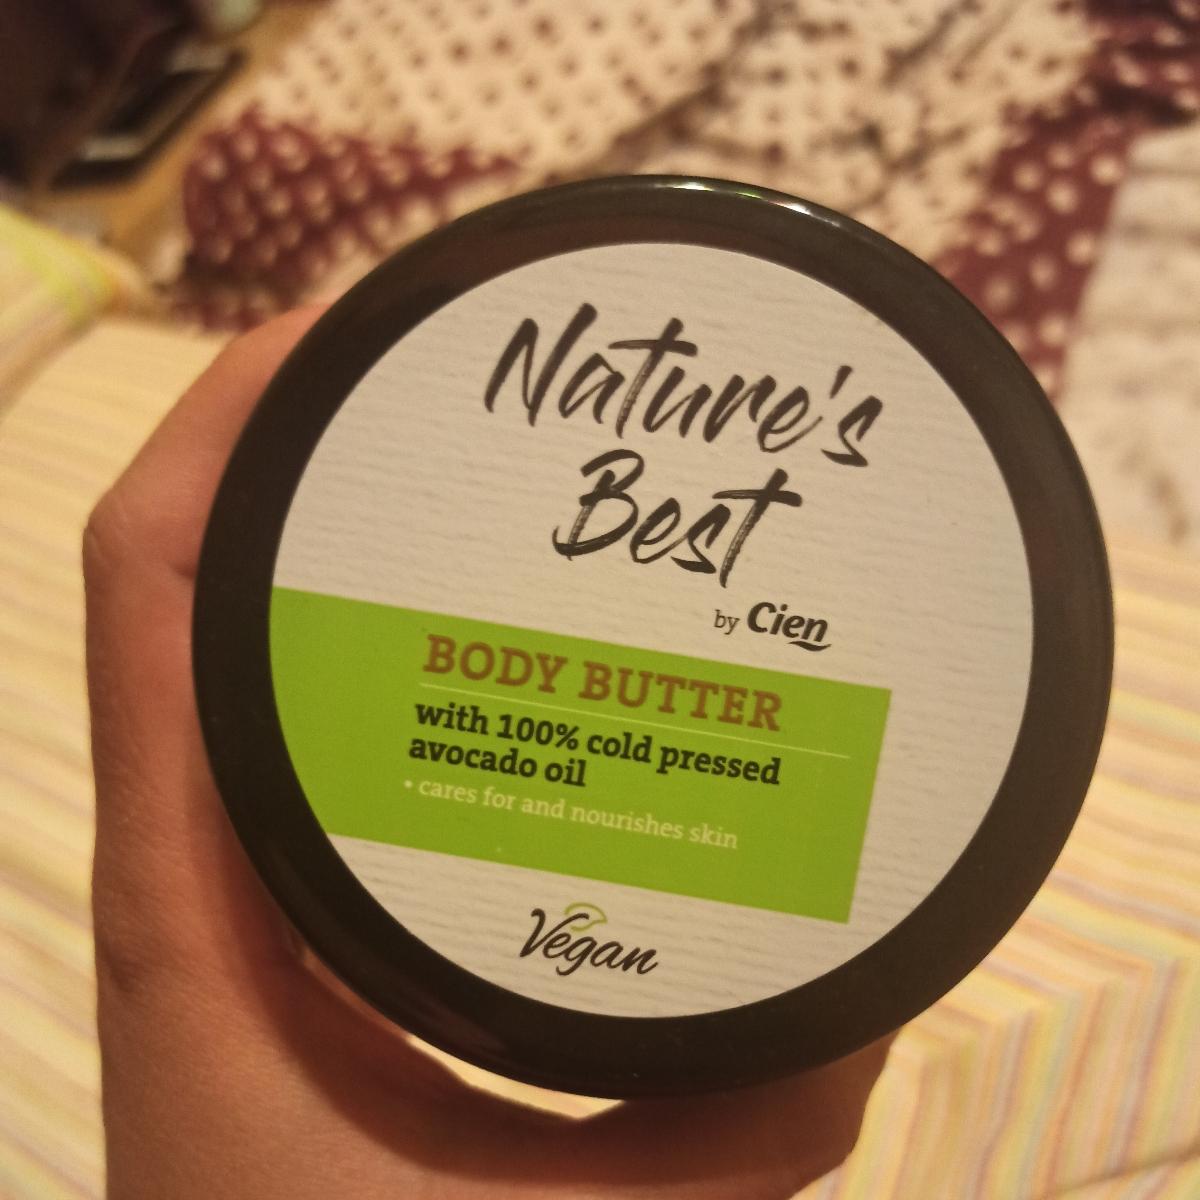 Nature's
Best
by Cien
BODY BUTTER
with 100% cold pressed
avocado oil
• cares for and nourishes skin
Vegan